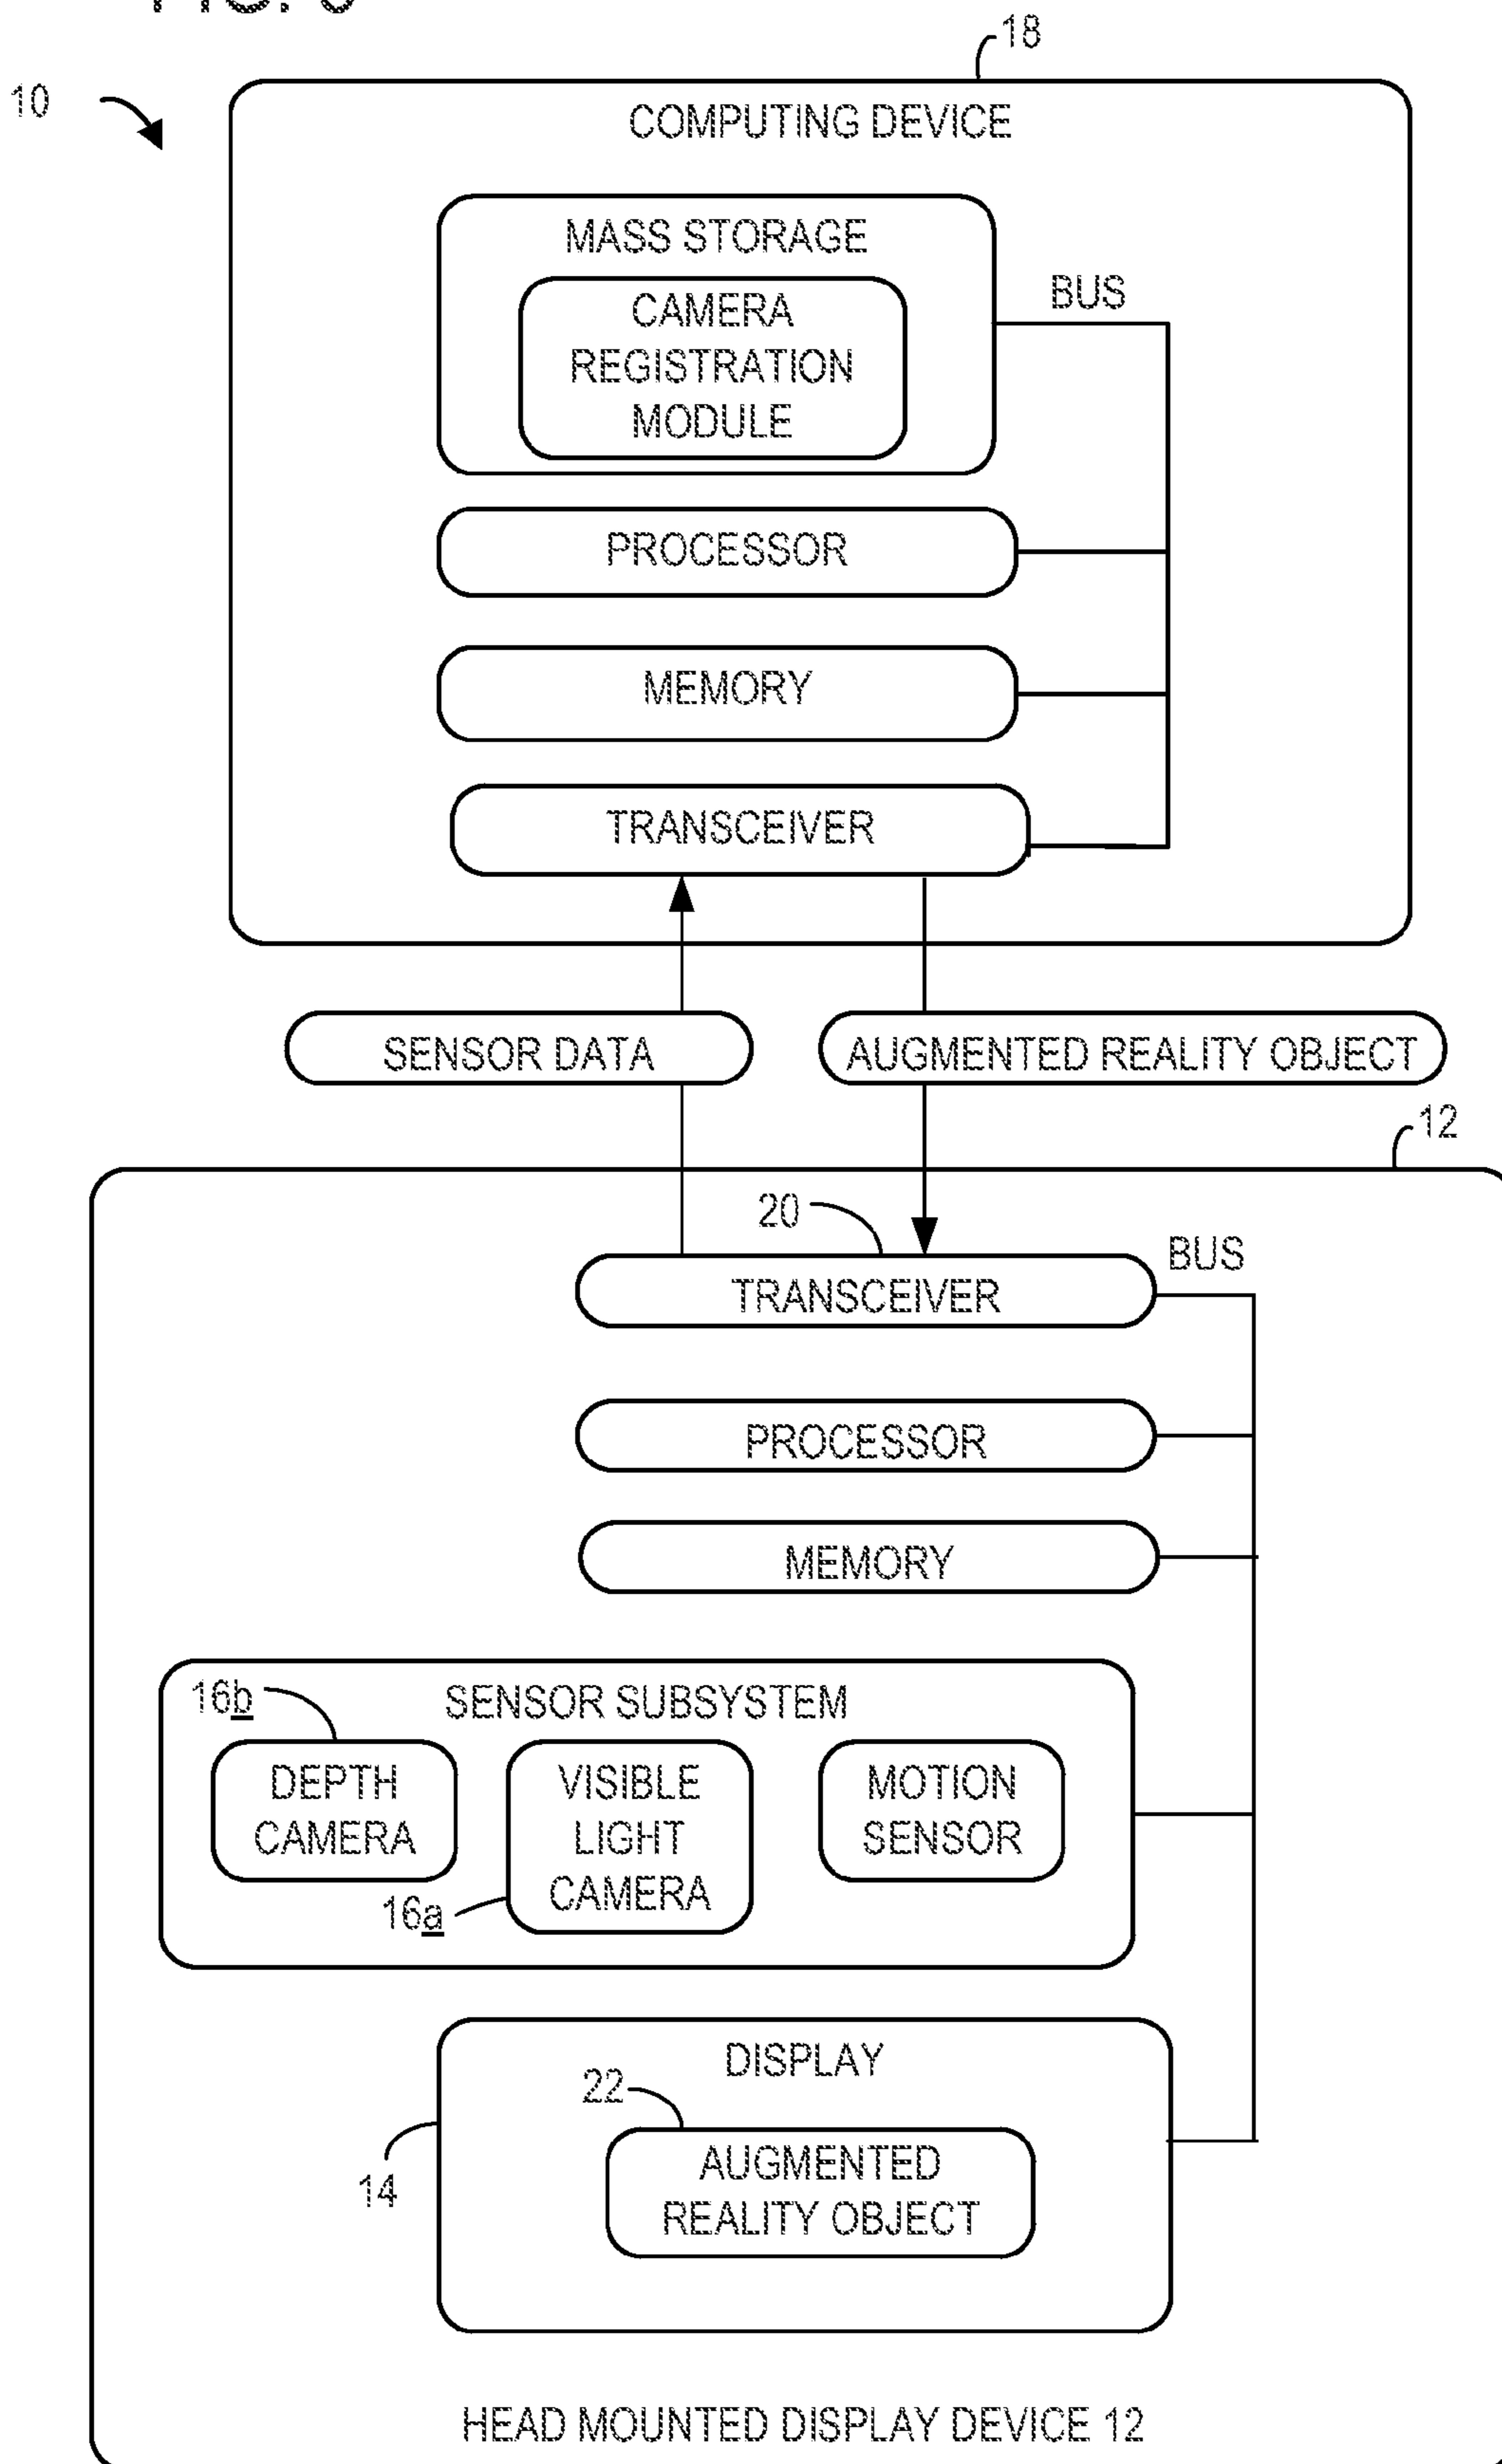 18
10
COMPUTING DEVICE
MASS STORAGE
BUS
CAMERA
REGISTRATION
MODULE
PROCESSOR
MEMORY
TRANSCEIVER
SENSOR DATA
AUGMENTED REALITY OBJECT
12
20
BUS
TRANSCEIVER
PROCESSOR
MEMORY
16b
SENSOR SUBSYSTEM
DEPTH
CAMERA
VISIBLE
LIGHT
CAMERA
MOTION
SENSOR
16a
DISPLAY
22
AUGMENTED
REALITY OBJECT
14
HEAD MOUNTED DISPLAY DEVICE 12